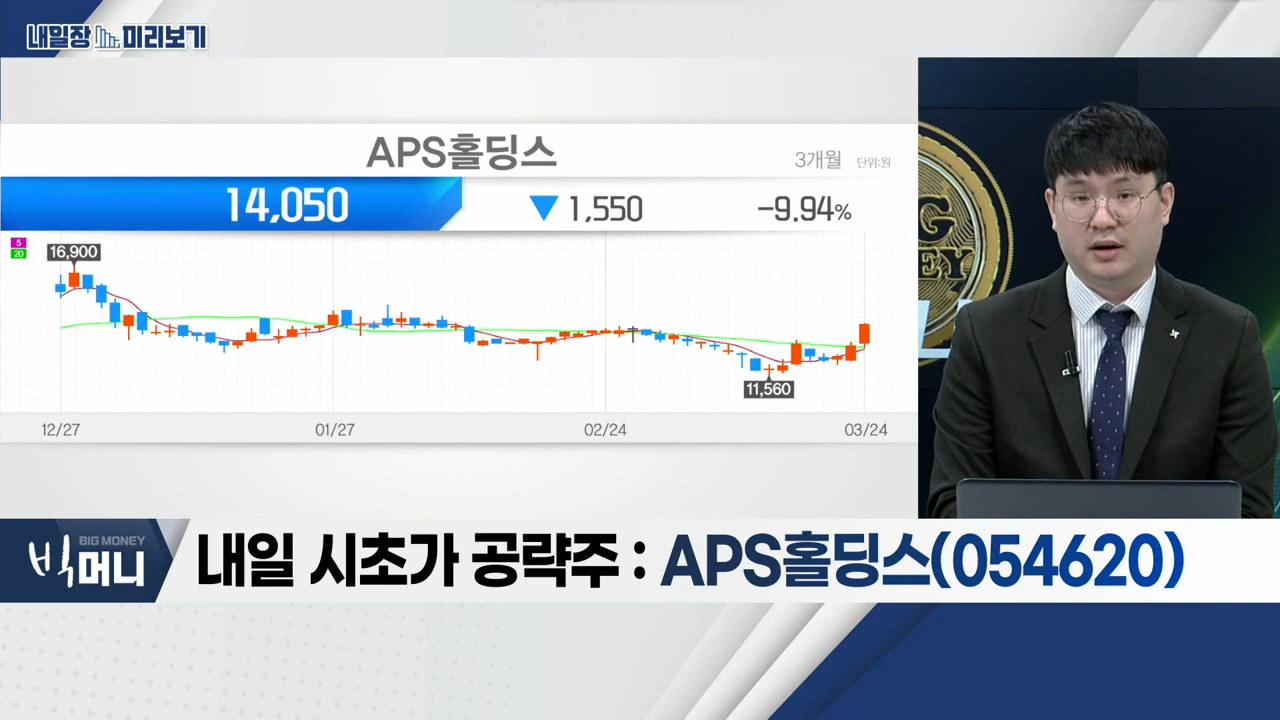 내일장 미리보기
APS홀딩스
3개월 단위:원
14,050 ▼ 1,550 -9.94%
5
20
16,900
11,560
12/27 01/27 02/24 03/24
BIG MONEY
빅머니
내일 시초가 공략주 : APS홀딩스(054620)